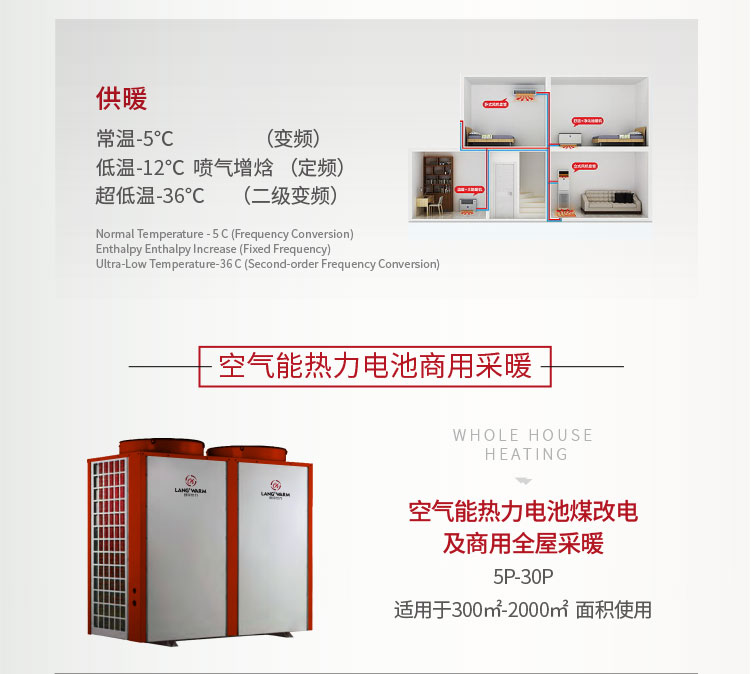 供暖
常温-5℃ （变频）
低温-12℃ 喷气增焓 （定频）
超低温-36℃ （二级变频）
Normal Temperature - 5 C (Frequency Conversion)
Enthalpy Enthalpy Increase (Fixed Frequency)
Ultra-Low Temperature-36 C (Second-order Frequency Conversion)
空气能热力电池商用采暖
WHOLE HOUSE
HEATING
空气能热力电池煤改电
及商用全屋采暖
5P-30P
适用于300㎡-2000㎡ 面积使用
LANG WARM
LANG WARM